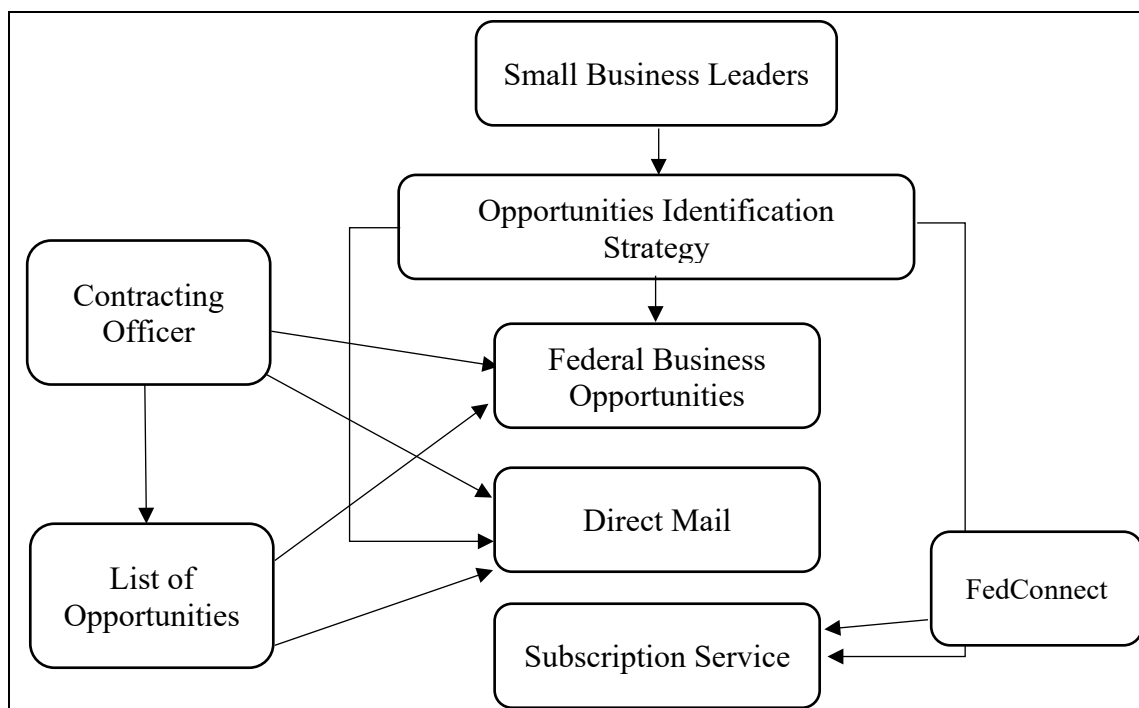 Small Business Leaders
Opportunities Identification
Strategy
Contracting
Officer
Federal Business
Opportunities
Direct Mail
List of
Opportunities
FedConnect
Subscription Service